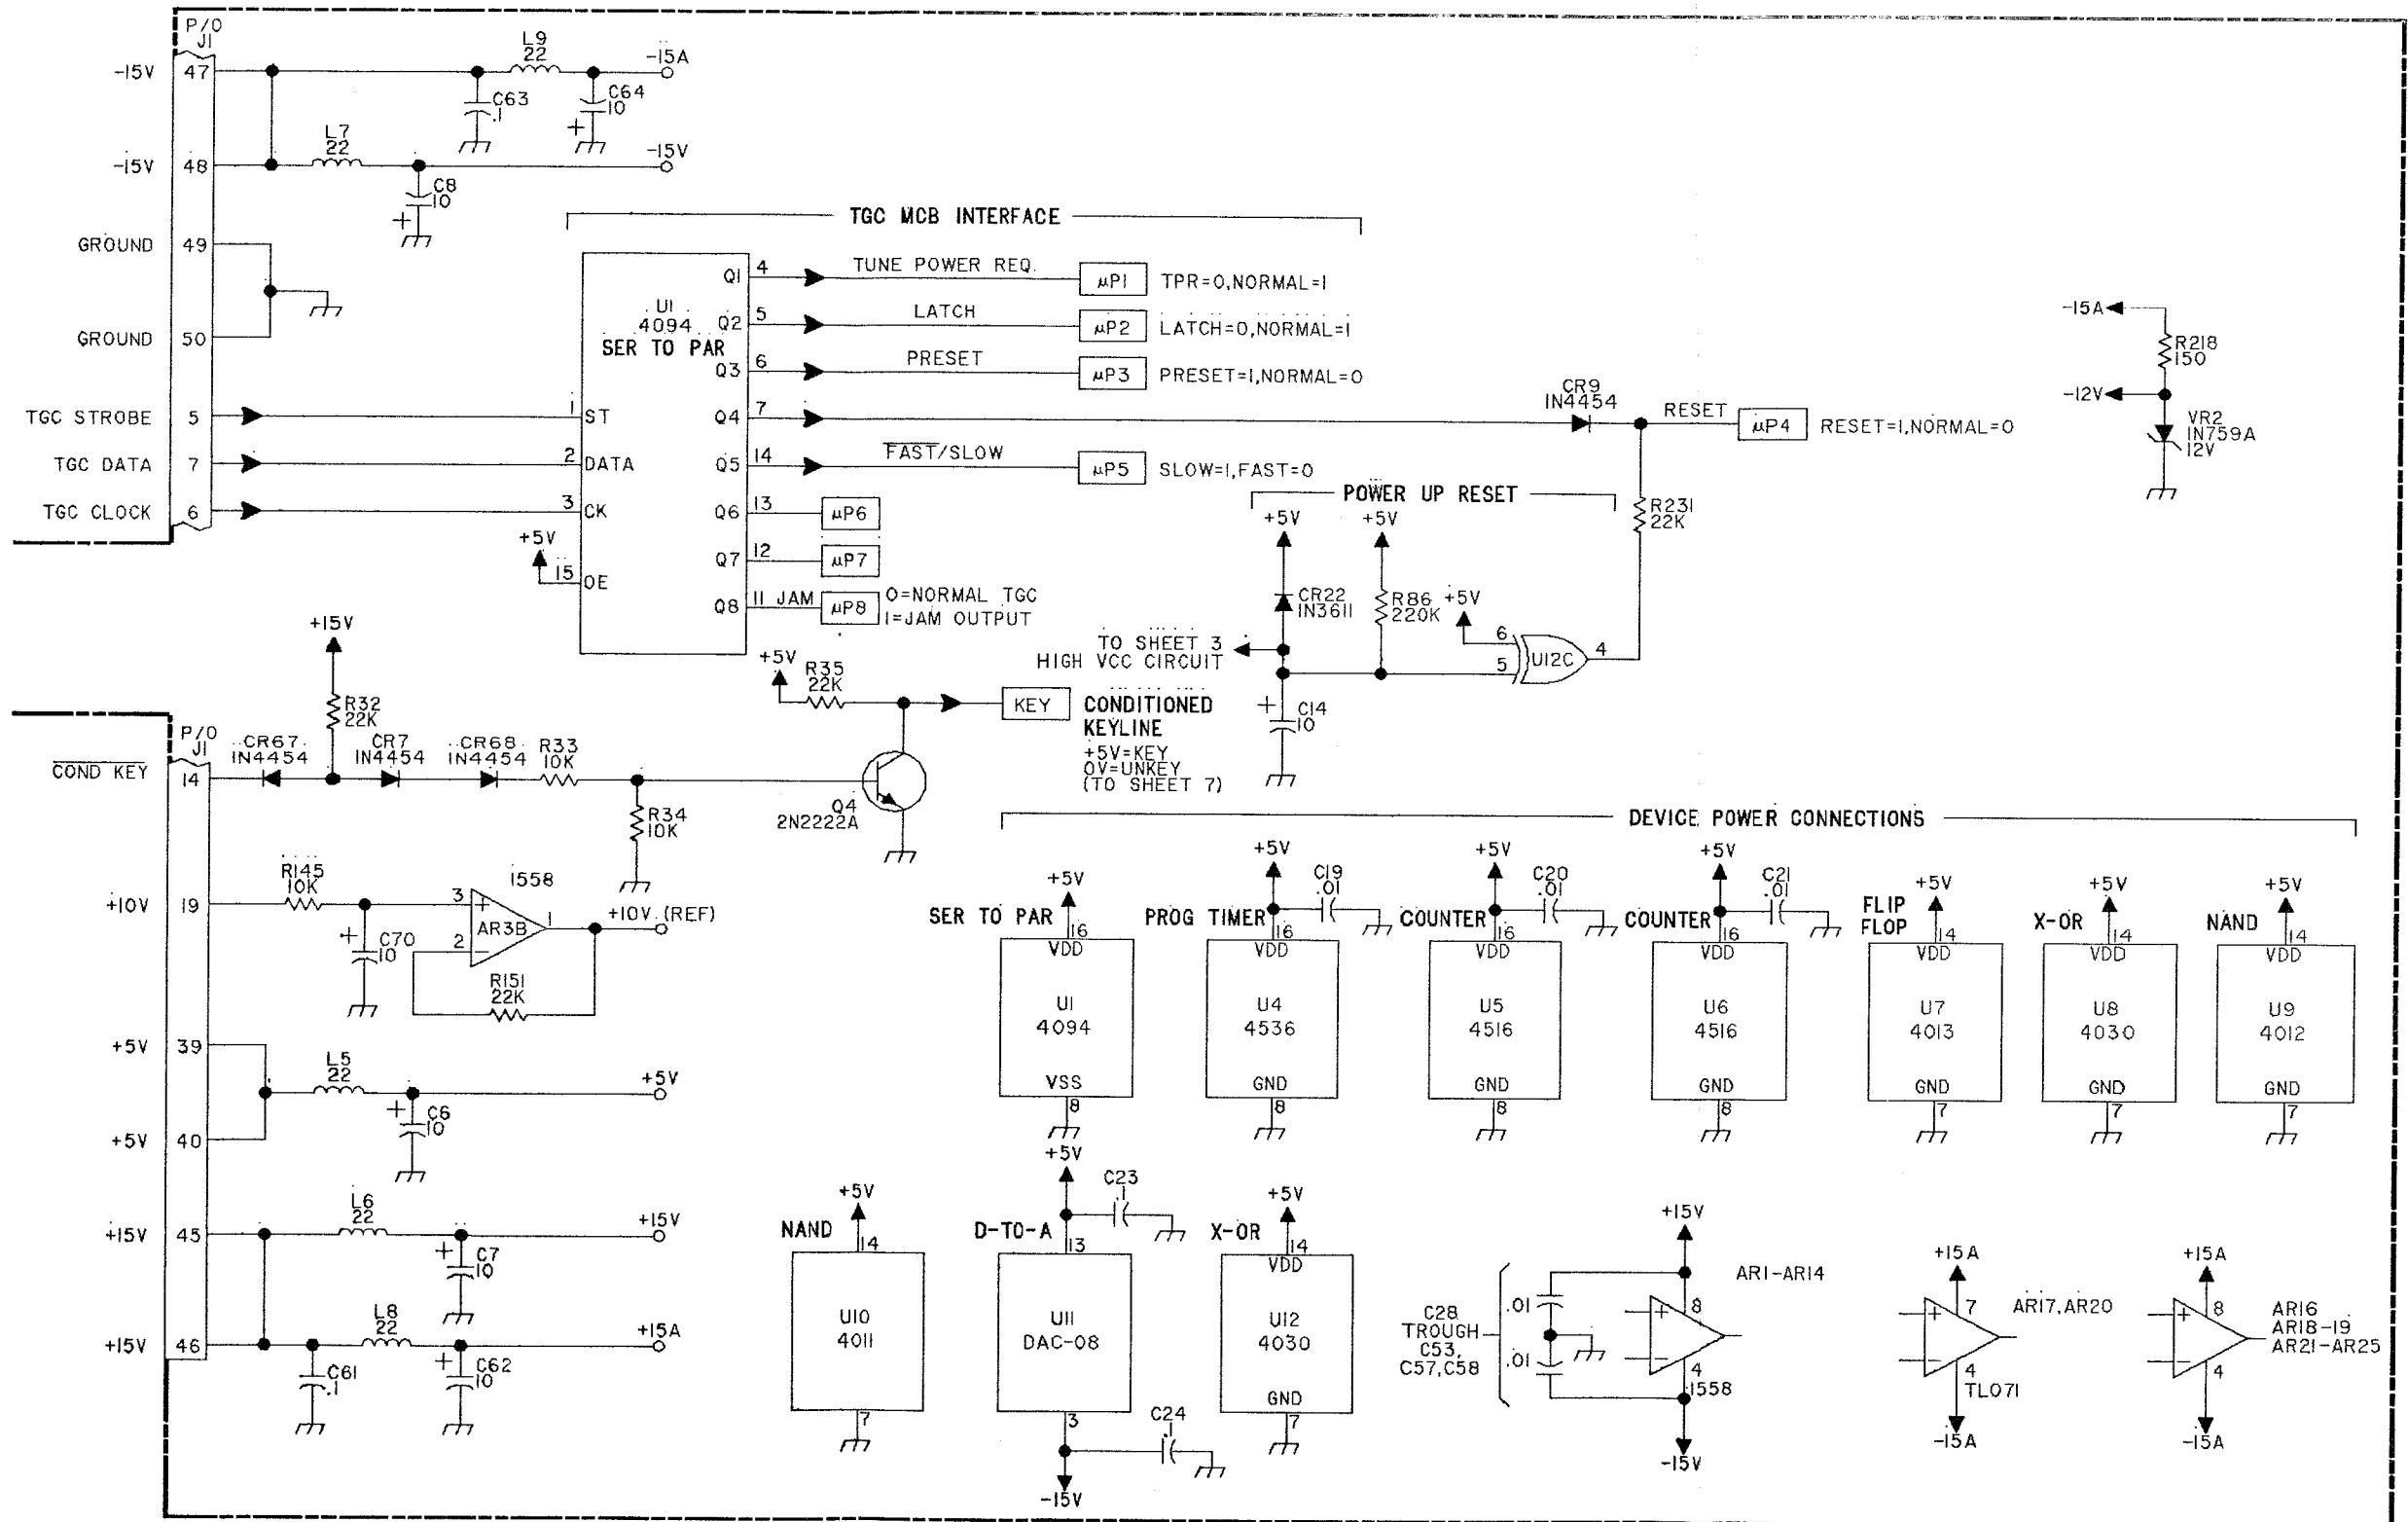 P/O
J1
-15V 47
L9
22
-15A
C63
.1
C64
10
+
-15V 48
L7
22
-15V
C8
10
+
GROUND 49
GROUND 50
TGC STROBE 5
TGC DATA 7
TGC CLOCK 6
TGC MCB INTERFACE
U1
4094
SER TO PAR
1 ST
2 DATA
3 CK
+5V
15 OE
Q1 4 TUNE POWER REQ. µP1 TPR=0,NORMAL=1
Q2 5 LATCH µP2 LATCH=0,NORMAL=1
Q3 6 PRESET µP3 PRESET=1,NORMAL=0
Q4 7
CR9
IN4454
RESET µP4 RESET=1,NORMAL=0
Q5 14 FAST/SLOW µP5 SLOW=1,FAST=0
Q6 13 µP6
Q7 12 µP7
Q8 11 JAM µP8 0=NORMAL TGC
1=JAM OUTPUT
-15A
R218
150
-12V
VR2
IN759A
12V
POWER UP RESET
+5V
+5V
R231
22K
CR22
IN3611
R86
220K
+5V
6
5
U12C
4
TO SHEET 3
HIGH VCC CIRCUIT
+
C14
10
+15V
R32
22K
P/O
J1
COND KEY 14
CR67
IN4454
CR7
IN4454
CR68
IN4454
R33
10K
R34
10K
+5V
R35
22K
Q4
2N2222A
KEY
CONDITIONED
KEYLINE
+5V=KEY
0V=UNKEY
(TO SHEET 7)
+10V 19
R145
10K
1558
3 +
2 -
AR3B
1
+10V (REF)
+
C70
10
R151
22K
+5V 39
L5
22
+5V
+
C6
10
+5V 40
+15V 45
L6
22
+15V
+
C7
10
+15V 46
L8
22
+15A
C61
.1
+
C62
10
DEVICE POWER CONNECTIONS
SER TO PAR
+5V
16
VDD
U1
4094
VSS
8
PROG TIMER
+5V
C19
.01
16
VDD
U4
4536
GND
8
COUNTER
+5V
C20
.01
16
VDD
U5
4516
GND
8
COUNTER
+5V
C21
.01
16
VDD
U6
4516
GND
8
FLIP
FLOP
+5V
14
VDD
U7
4013
GND
7
X-OR
+5V
14
VDD
U8
4030
GND
7
NAND
+5V
14
VDD
U9
4012
GND
7
NAND
+5V
14
U10
4011
7
D-TO-A
+5V
C23
.1
13
U11
DAC-08
3
C24
.1
-15V
X-OR
+5V
14
VDD
U12
4030
GND
7
C28
TROUGH
C53,
C57,C58
.01
.01
+15V
AR1-AR14
8
+
-
4
1558
-15V
+15A
AR17,AR20
7
+
-
4
TL071
-15A
+15A
8
+
-
4
AR16
AR18-19
AR21-AR25
-15A